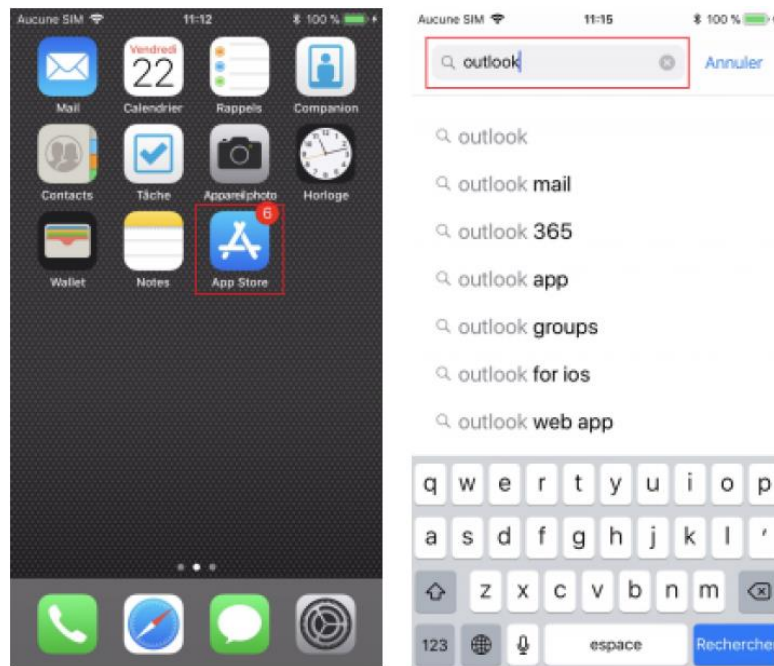 Aucune SIM 11:12 100 %
Vendredi
22
Mail Calendrier Rappels Companion
6
Contacts Tâche Appareil photo Horloge
Wallet Notes App Store
Aucune SIM 11:15 100 %
outlook Annuler
outlook
outlook mail
outlook 365
outlook app
outlook groups
outlook for ios
outlook web app
q w e r t y u i o p
a s d f g h j k l ′
z x c v b n m
123 espace Recherche